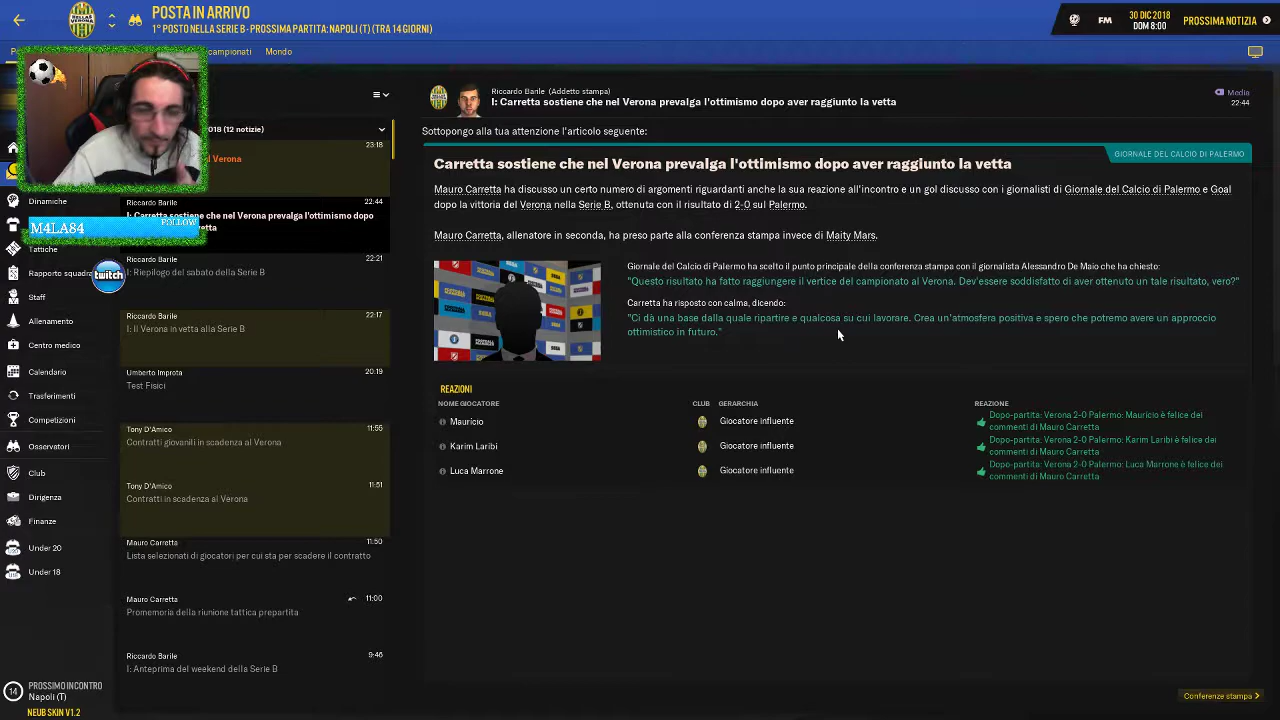 POSTA IN ARRIVO
1° POSTO NELLA SERIE B - PROSSIMA PARTITA: NAPOLI (T) (TRA 14 GIORNI)
FM
30 DIC 2018
DOM 8:00
PROSSIMA NOTIZIA
campionati
Mondo
018 (12 notizie)
23:18
Verona
Riccardo Barile
22:44
I: Carretta sostiene che nel Verona prevalga l'ottimismo dopo
vetta
Riccardo Barile
22:21
I: Riepilogo del sabato della Serie B
Riccardo Barile
22:17
I: Il Verona in vetta alla Serie B
Umberto Improta
20:19
Test Fisici
Tony D'Amico
11:55
Contratti giovanili in scadenza al Verona
Tony D'Amico
11:51
Contratti in scadenza al Verona
Mauro Carretta
11:50
Lista selezionati di giocatori per cui sta per scadere il contratto
Mauro Carretta
11:00
Promemoria della riunione tattica prepartita
Riccardo Barile
9:46
I: Anteprima del weekend della Serie B
M4LA84
FOLLOW
twitch
Dinamiche
Tattiche
Rapporto squadra
Staff
Allenamento
Centro medico
Calendario
Trasferimenti
Competizioni
Osservatori
Club
Dirigenza
Finanze
Under 20
Under 18
14
PROSSIMO INCONTRO
Napoli (T)
NEUB SKIN V1.2
Riccardo Barile (Addetto stampa)
I: Carretta sostiene che nel Verona prevalga l'ottimismo dopo aver raggiunto la vetta
Media
22:44
Sottopongo alla tua attenzione l'articolo seguente:
GIORNALE DEL CALCIO DI PALERMO
Carretta sostiene che nel Verona prevalga l'ottimismo dopo aver raggiunto la vetta
Mauro Carretta ha discusso un certo numero di argomenti riguardanti anche la sua reazione all'incontro e un gol discusso con i giornalisti di Giornale del Calcio di Palermo e Goal
dopo la vittoria del Verona nella Serie B, ottenuta con il risultato di 2-0 sul Palermo.
Mauro Carretta, allenatore in seconda, ha preso parte alla conferenza stampa invece di Maity Mars.
Giornale del Calcio di Palermo ha scelto il punto principale della conferenza stampa con il giornalista Alessandro De Maio che ha chiesto:
"Questo risultato ha fatto raggiungere il vertice del campionato al Verona. Dev'essere soddisfatto di aver ottenuto un tale risultato, vero?"
Carretta ha risposto con calma, dicendo:
"Ci dà una base dalla quale ripartire e qualcosa su cui lavorare. Crea un'atmosfera positiva e spero che potremo avere un approccio
ottimistico in futuro."
REAZIONI
NOME GIOCATORE
CLUB
GERARCHIA
REAZIONE
Mauricio
Giocatore influente
Dopo-partita: Verona 2-0 Palermo: Mauricio è felice dei
commenti di Mauro Carretta
Karim Laribi
Giocatore influente
Dopo-partita: Verona 2-0 Palermo: Karim Laribi è felice dei
commenti di Mauro Carretta
Luca Marrone
Giocatore influente
Dopo-partita: Verona 2-0 Palermo: Luca Marrone è felice dei
commenti di Mauro Carretta
Conferenze stampa